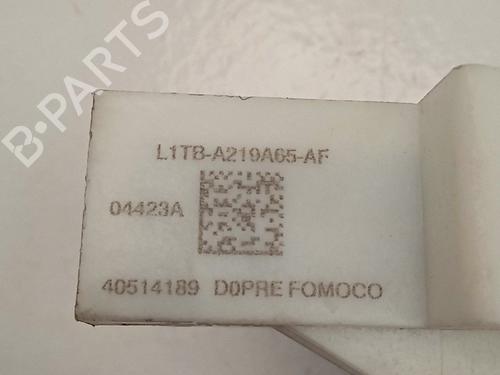 B-PARTS
L1TB-A219A65-AF
04423A
40514189 D0PRE FOMOCO